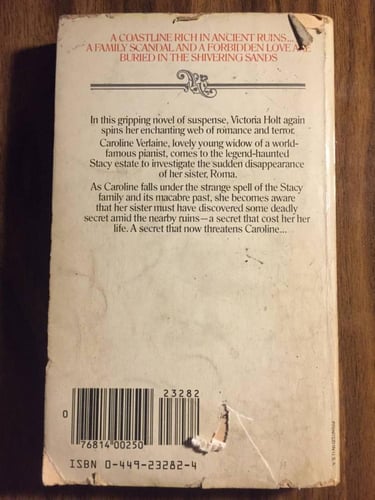 A COASTLINE RICH IN ANCIENT RUINS...
A FAMILY SCANDAL AND A FORBIDDEN LOVE ARE
BURIED IN THE SHIVERING SANDS
In this gripping novel of suspense, Victoria Holt again
spins her enchanting web of romance and terror.
Caroline Verlaine, lovely young widow of a world-
famous pianist, comes to the legend-haunted
Stacy estate to investigate the sudden disappearance
of her sister, Roma.
As Caroline falls under the strange spell of the Stacy
family and its macabre past, she becomes aware
that her sister must have discovered some deadly
secret amid the nearby ruins—a secret that cost her her
life. A secret that now threatens Caroline...
23282
0
76814 00250
ISBN 0-449-23282-4
PRINTED IN U.S.A.